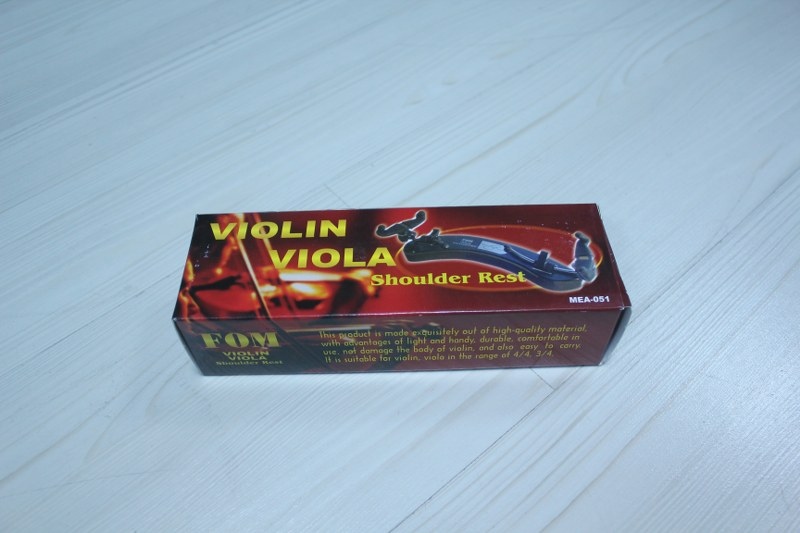 VIOLIN
VIOLA
Shoulder Rest
MEA-051
FOM
VIOLIN
VIOLA
Shoulder Rest
This product is made exquisitely out of high-quality material,
with advantages of light and handy, durable, comfortable in
use, not damage the body of violin, and also easy to carry.
It is suitable for violin, viola in the range of 4/4, 3/4.